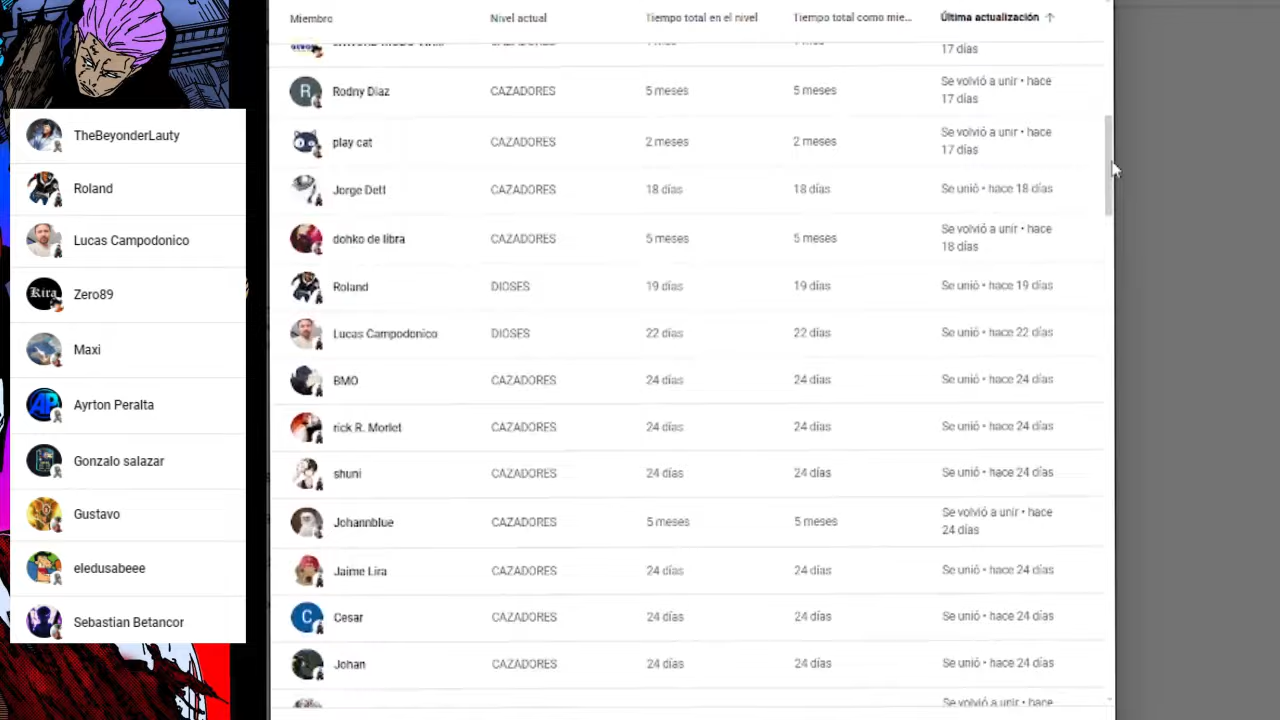 TheBeyonderLauty
Roland
Lucas Campodonico
Zero89
Kira
Maxi
Ayrton Peralta
AP
Gonzalo salazar
Gustavo
eledusabeee
Sebastian Betancor
Miembro Nivel actual Tiempo total en el nivel Tiempo total como mie... Última actualización ↑
17 días
R Rodny Diaz CAZADORES 5 meses 5 meses Se volvió a unir • hace
17 días
play cat CAZADORES 2 meses 2 meses Se volvió a unir • hace
17 días
Jorge Dett CAZADORES 18 días 18 días Se unió • hace 18 días
dohko de libra CAZADORES 5 meses 5 meses Se volvió a unir • hace
18 días
Roland DIOSES 19 días 19 días Se unió • hace 19 días
Lucas Campodonico DIOSES 22 días 22 días Se unió • hace 22 días
BMO CAZADORES 24 días 24 días Se unió • hace 24 días
rick R. Morlet CAZADORES 24 días 24 días Se unió • hace 24 días
shuni CAZADORES 24 días 24 días Se unió • hace 24 días
Johannblue CAZADORES 5 meses 5 meses Se volvió a unir • hace
24 días
Jaime Lira CAZADORES 24 días 24 días Se unió • hace 24 días
C Cesar CAZADORES 24 días 24 días Se unió • hace 24 días
Johan CAZADORES 24 días 24 días Se unió • hace 24 días
Se volvió a unir • hace